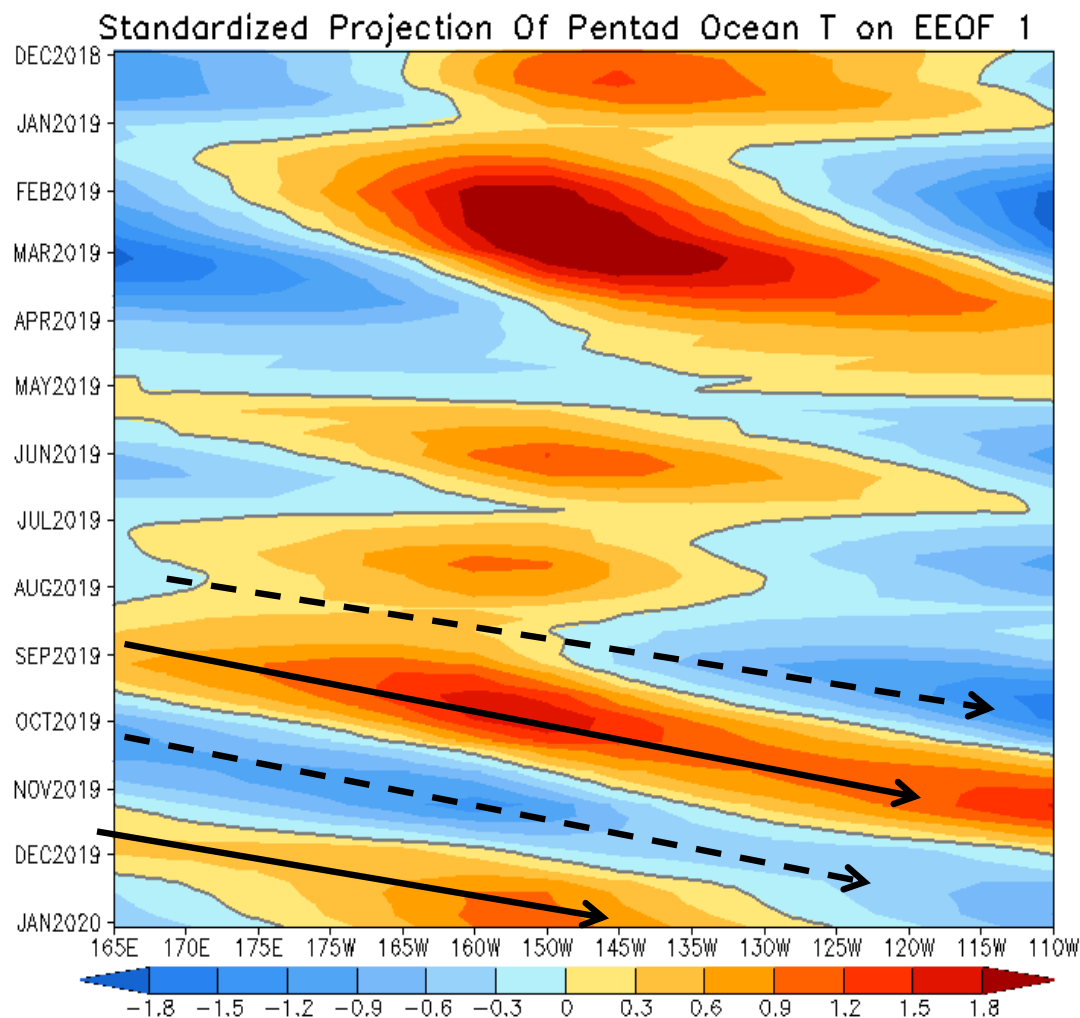 Standardized Projection Of Pentad Ocean T on EEOF 1
DEC2018
JAN2019
FEB2019
MAR2019
APR2019
MAY2019
JUN2019
JUL2019
AUG2019
SEP2019
OCT2019
NOV2019
DEC2019
JAN2020
165E 170E 175E 175W 165W 160W 150W 145W 135W 130W 125W 120W 115W 110W
-1.8 -1.5 -1.2 -0.9 -0.6 -0.3 0 0.3 0.6 0.9 1.2 1.5 1.8